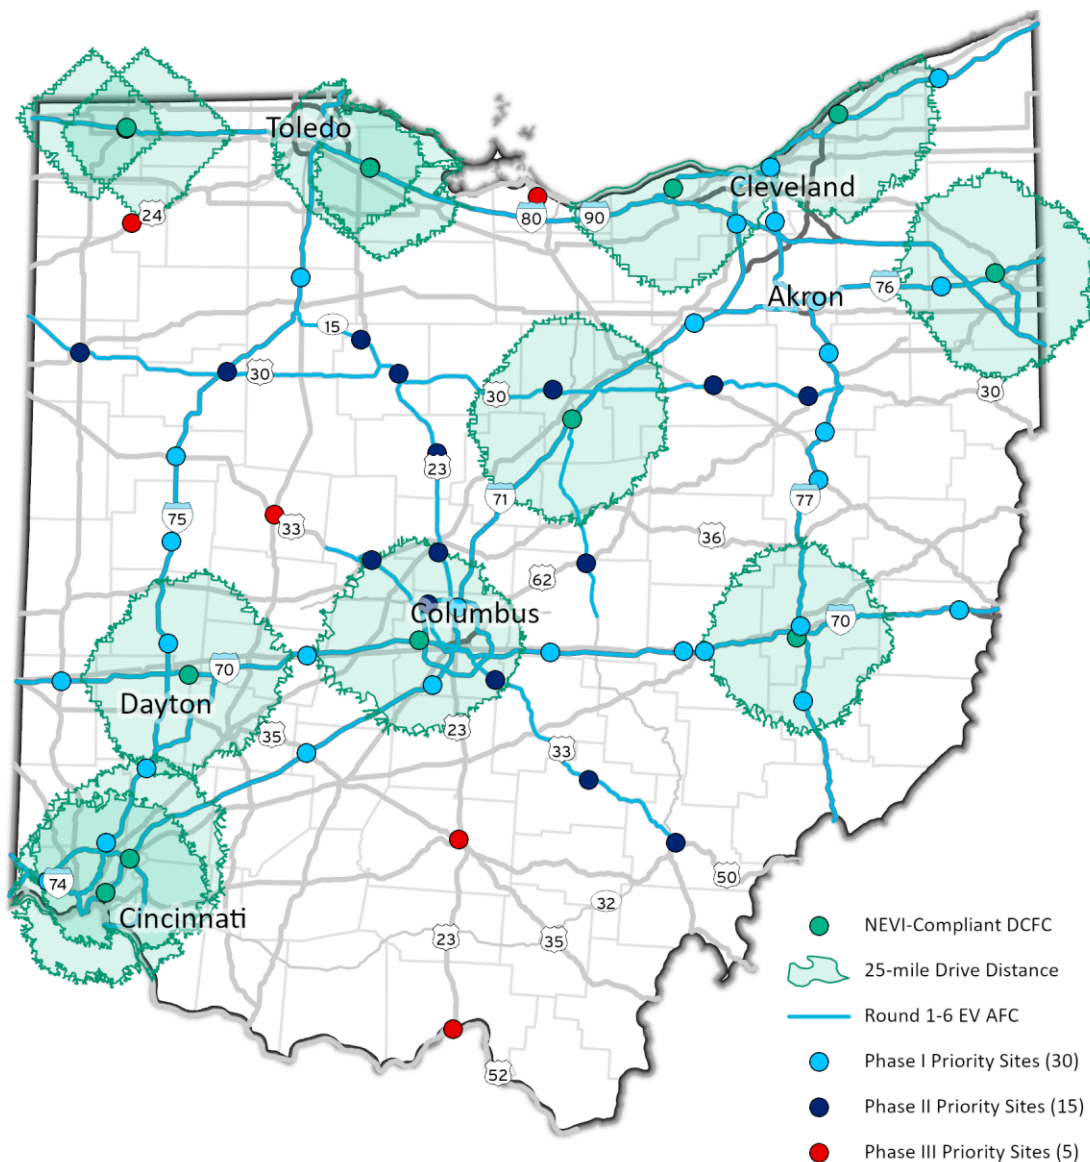 Toledo
Cleveland
24
80
90
Akron
76
15
30
30
30
23
71
75
33
77
36
62
Columbus
70
70
Dayton
35
23
33
74
50
Cincinnati
32
23
35
52
NEVI-Compliant DCFC
25-mile Drive Distance
Round 1-6 EV AFC
Phase I Priority Sites (30)
Phase II Priority Sites (15)
Phase III Priority Sites (5)